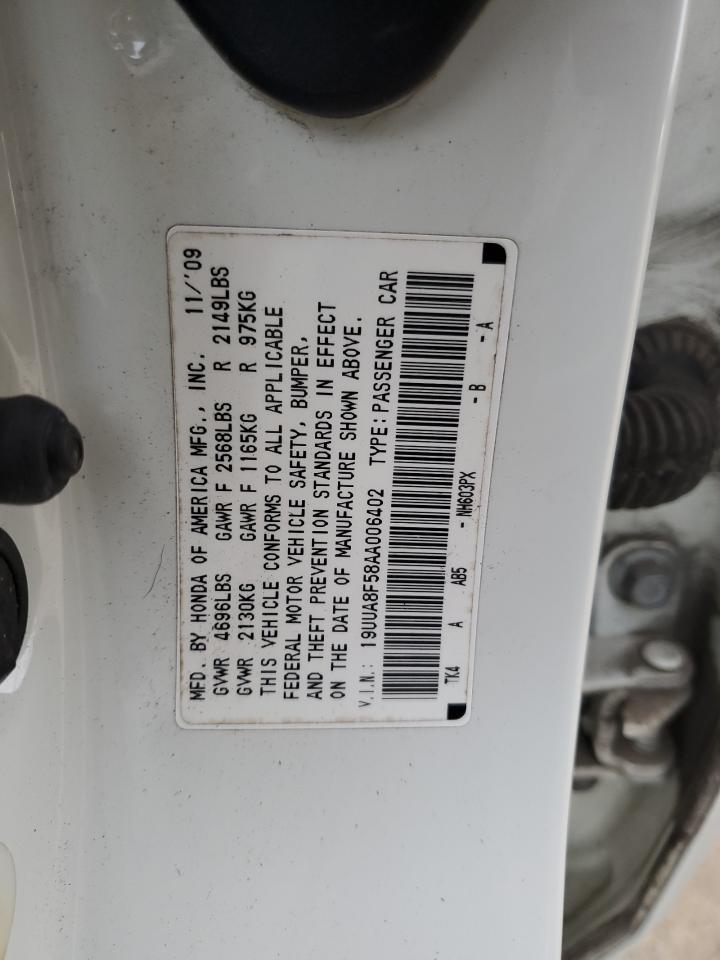 MFD. BY HONDA OF AMERICA MFG., INC. 11/'09
GVWR 4696LBS GAWR F 2568LBS R 2149LBS
GVWR 2130KG GAWR F 1165KG R 975KG
THIS VEHICLE CONFORMS TO ALL APPLICABLE
FEDERAL MOTOR VEHICLE SAFETY, BUMPER,
AND THEFT PREVENTION STANDARDS IN EFFECT
ON THE DATE OF MANUFACTURE SHOWN ABOVE.
V.I.N.: 19UUA8F58AA006402 TYPE:PASSENGER CAR
TK4 A AB5 - NH603PX - B - A